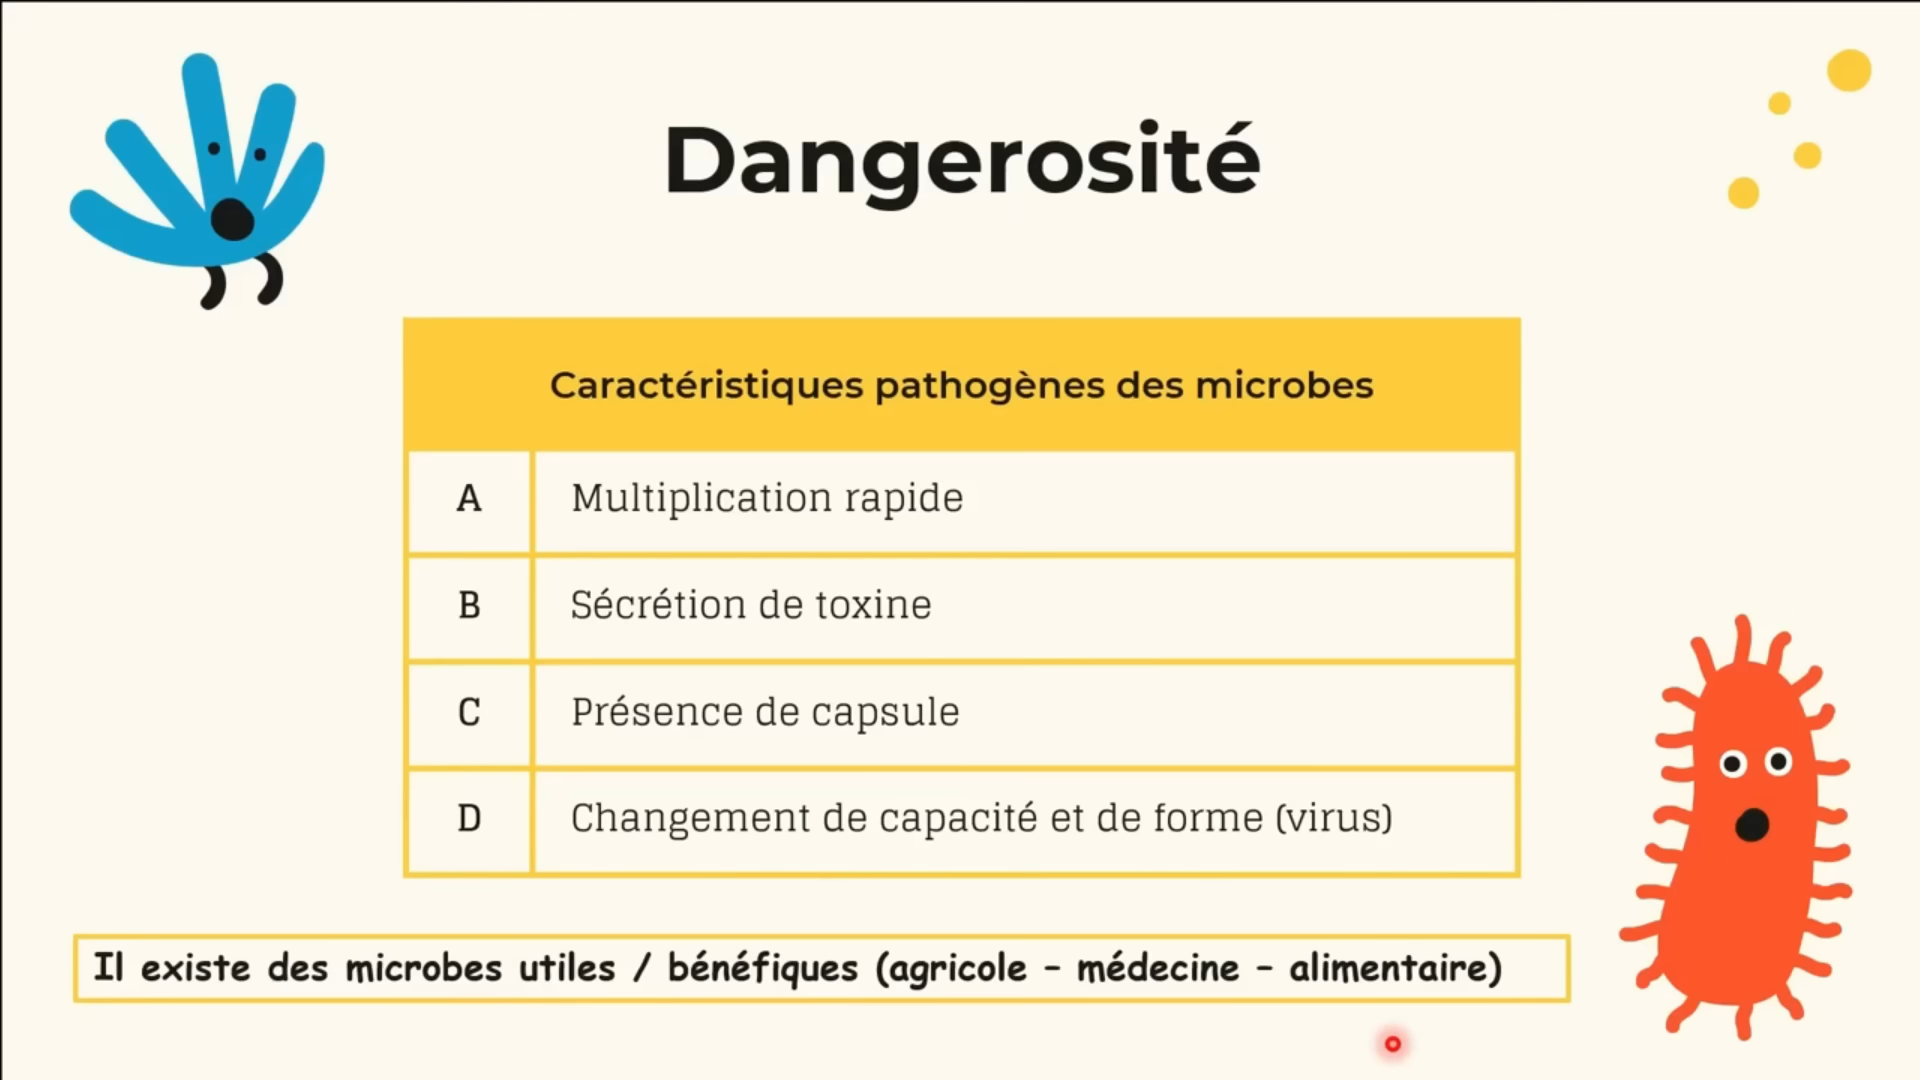 Dangerosité
Caractéristiques pathogènes des microbes
A Multiplication rapide
B Sécrétion de toxine
C Présence de capsule
D Changement de capacité et de forme (virus)
Il existe des microbes utiles / bénéfiques (agricole - médecine - alimentaire)